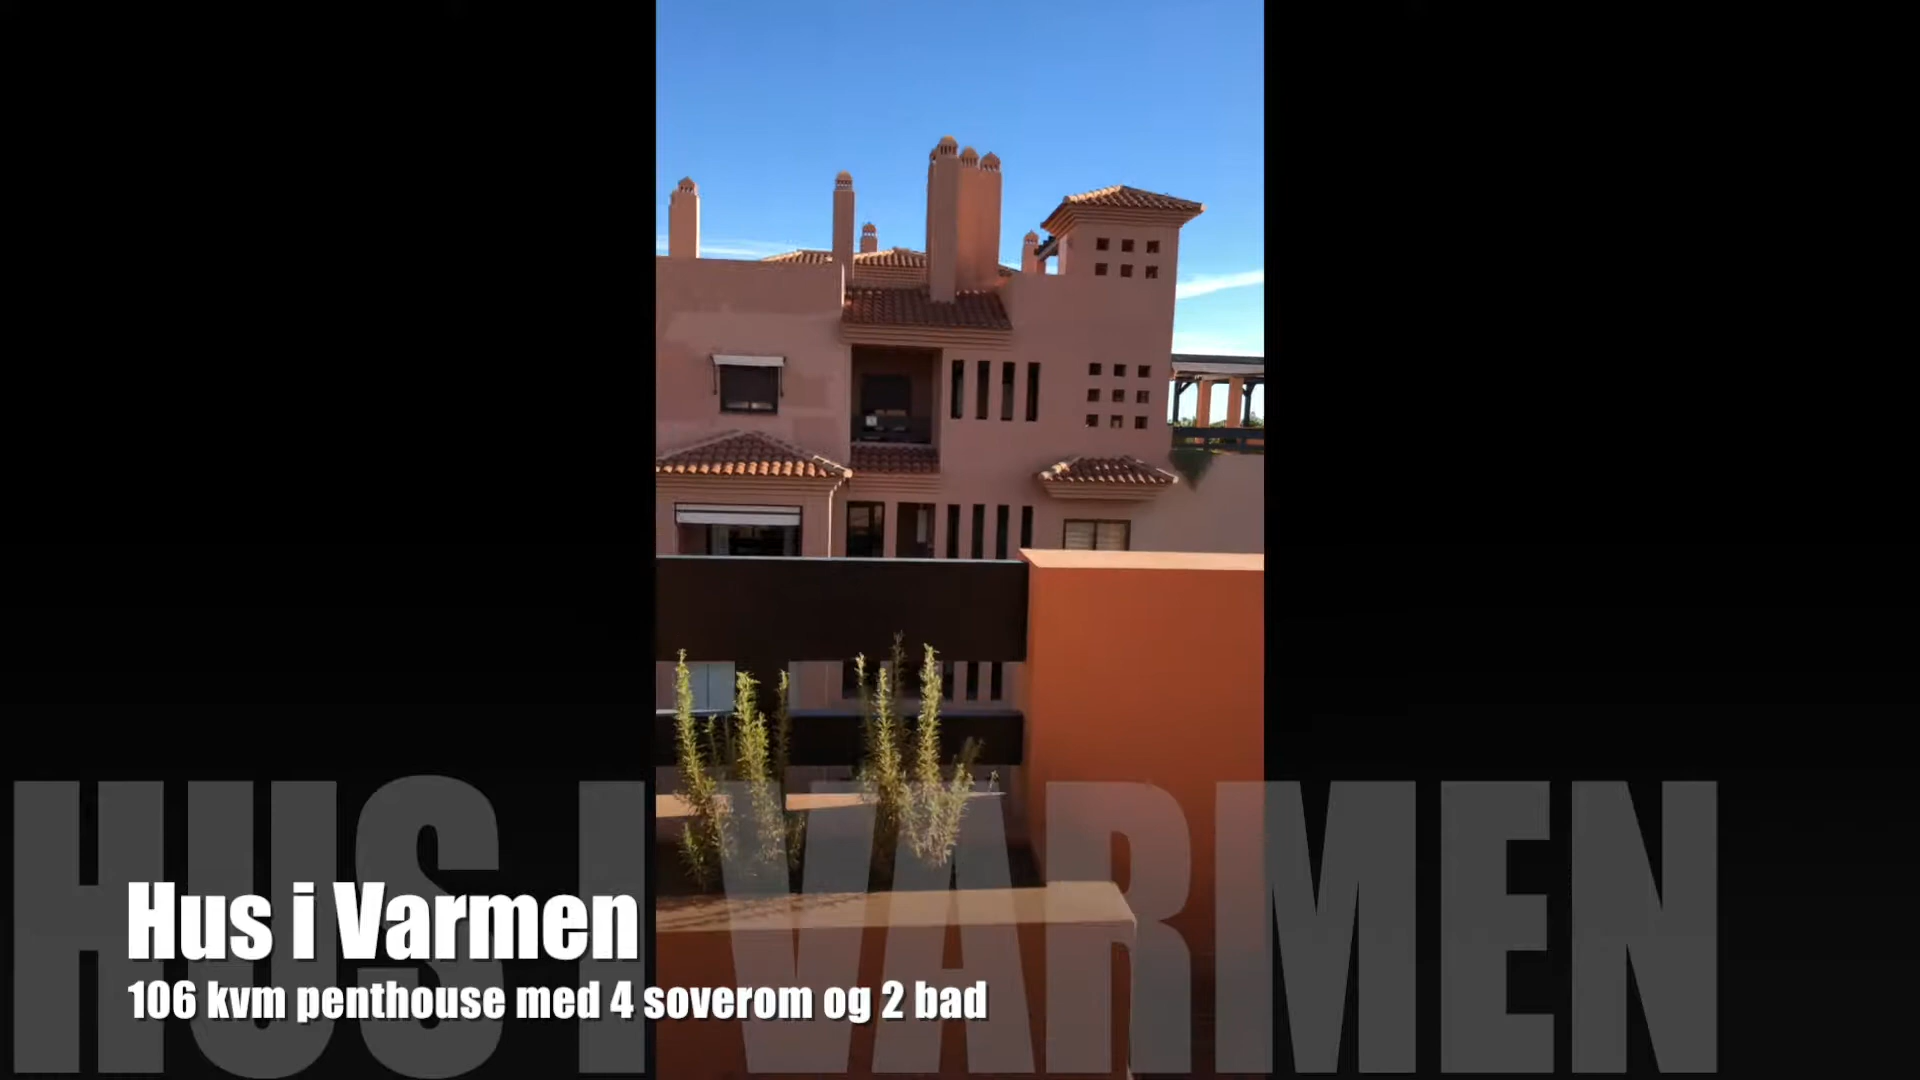 Hus i Varmen
106 kvm penthouse med 4 soverom og 2 bad
HUS I VARMEN